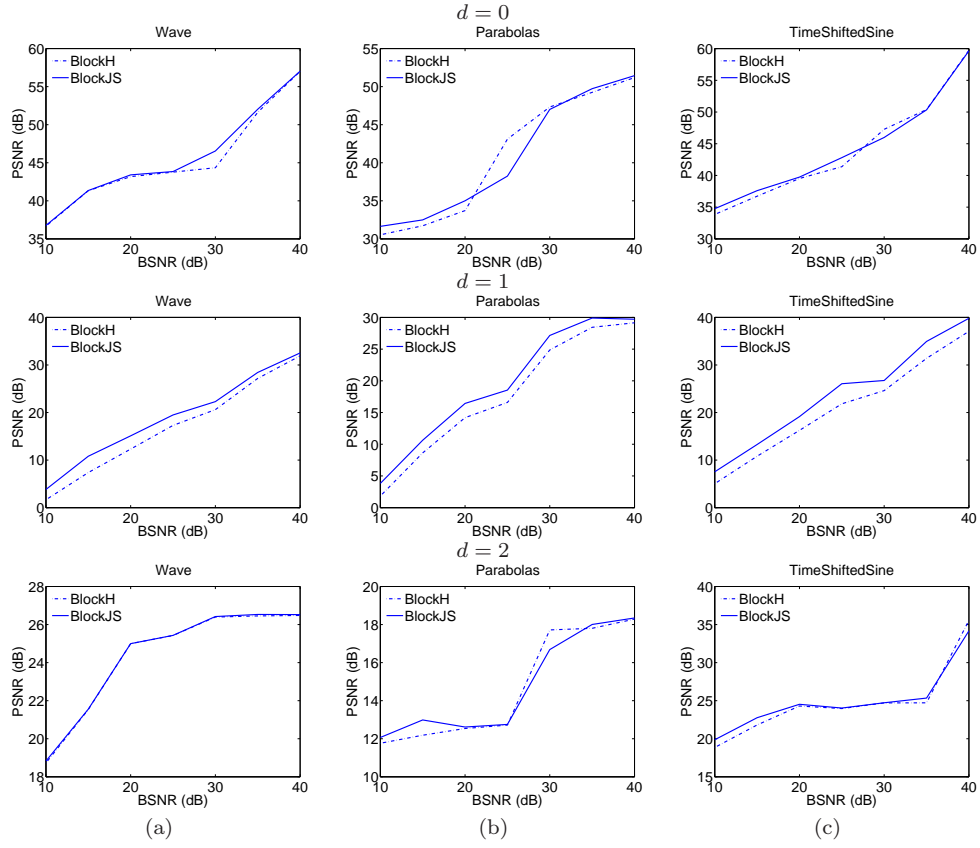 d = 0
Wave
60
55
50
45
40
35
PSNR (dB)
BlockH
BlockJS
10
20
30
40
BSNR (dB)
Parabolas
55
50
45
40
35
30
PSNR (dB)
BlockH
BlockJS
10
20
30
40
BSNR (dB)
TimeShiftedSine
60
55
50
45
40
35
30
PSNR (dB)
BlockH
BlockJS
10
20
30
40
BSNR (dB)
d = 1
Wave
40
30
20
10
0
PSNR (dB)
BlockH
BlockJS
10
20
30
40
BSNR (dB)
Parabolas
30
25
20
15
10
5
0
PSNR (dB)
BlockH
BlockJS
10
20
30
40
BSNR (dB)
TimeShiftedSine
40
30
20
10
0
PSNR (dB)
BlockH
BlockJS
10
20
30
40
BSNR (dB)
d = 2
Wave
28
26
24
22
20
18
PSNR (dB)
BlockH
BlockJS
10
20
30
40
BSNR (dB)
Parabolas
20
18
16
14
12
10
PSNR (dB)
BlockH
BlockJS
10
20
30
40
BSNR (dB)
TimeShiftedSine
40
35
30
25
20
15
PSNR (dB)
BlockH
BlockJS
10
20
30
40
BSNR (dB)
(a)
(b)
(c)